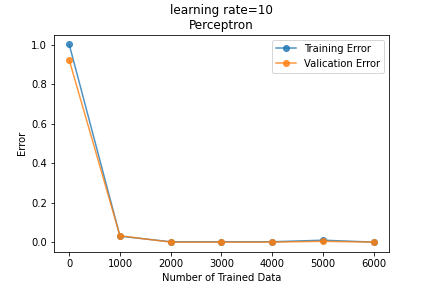 learning rate=10
Perceptron
Training Error
Valication Error
1.0
0.8
0.6
0.4
0.2
0.0
Error
0 1000 2000 3000 4000 5000 6000
Number of Trained Data